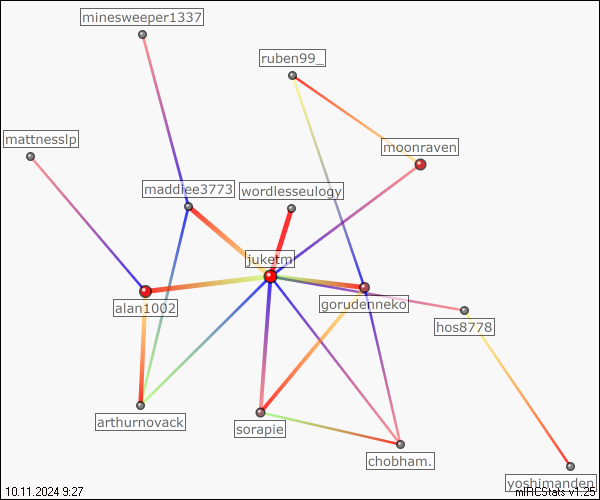 minesweeper1337
ruben99_
mattnesslp
moonraven
maddiee3773
wordlesseulogy
juketm
alan1002
gorudenneko
hos8778
arthurnovack
sorapie
chobham.
yoshimanden
10.11.2024 9:27
mIRCStats v1.25